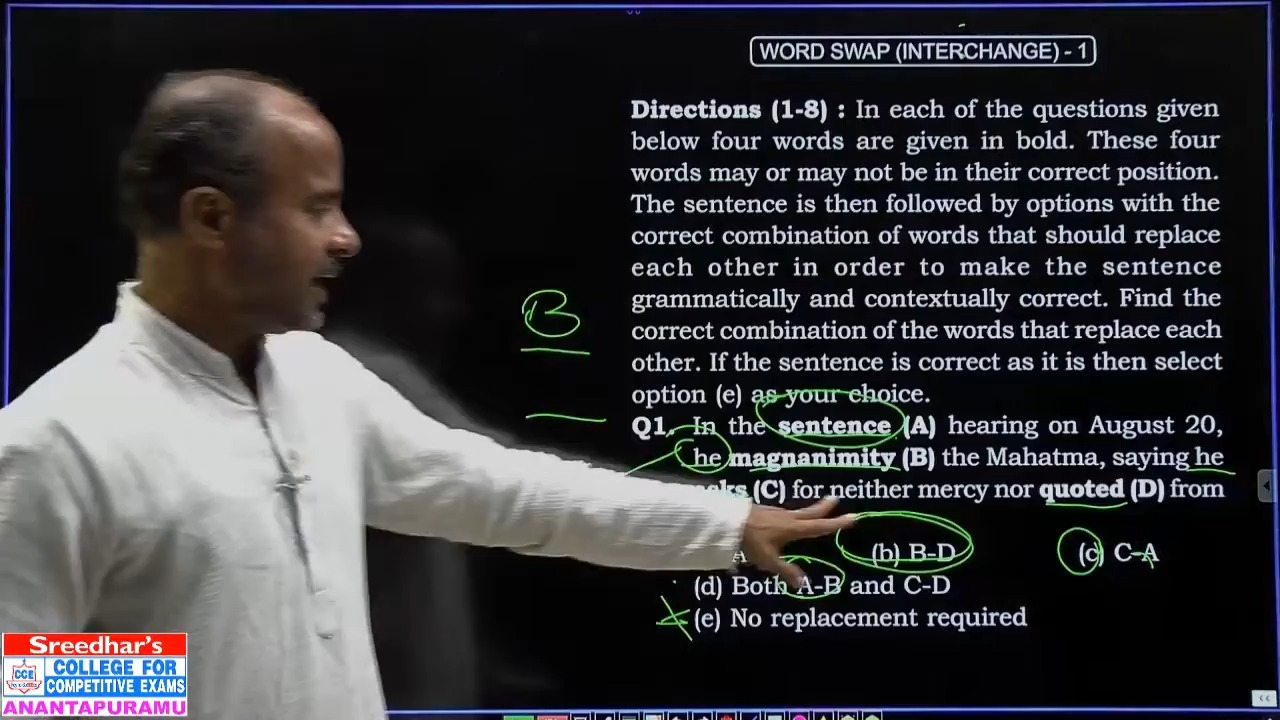 WORD SWAP (INTERCHANGE) - 1
Directions (1-8) : In each of the questions given
below four words are given in bold. These four
words may or may not be in their correct position.
The sentence is then followed by options with the
correct combination of words that should replace
each other in order to make the sentence
grammatically and contextually correct. Find the
correct combination of the words that replace each
other. If the sentence is correct as it is then select
option (e) as your choice.
B
Q1. In the sentence (A) hearing on August 20,
he magnanimity (B) the Mahatma, saying he
(C) for neither mercy nor quoted (D) from
(b) B-D (c) C-A
(d) Both A-B and C-D
(e) No replacement required
Sreedhar's
CCE
COLLEGE FOR
COMPETITIVE EXAMS
ANANTAPURAMU